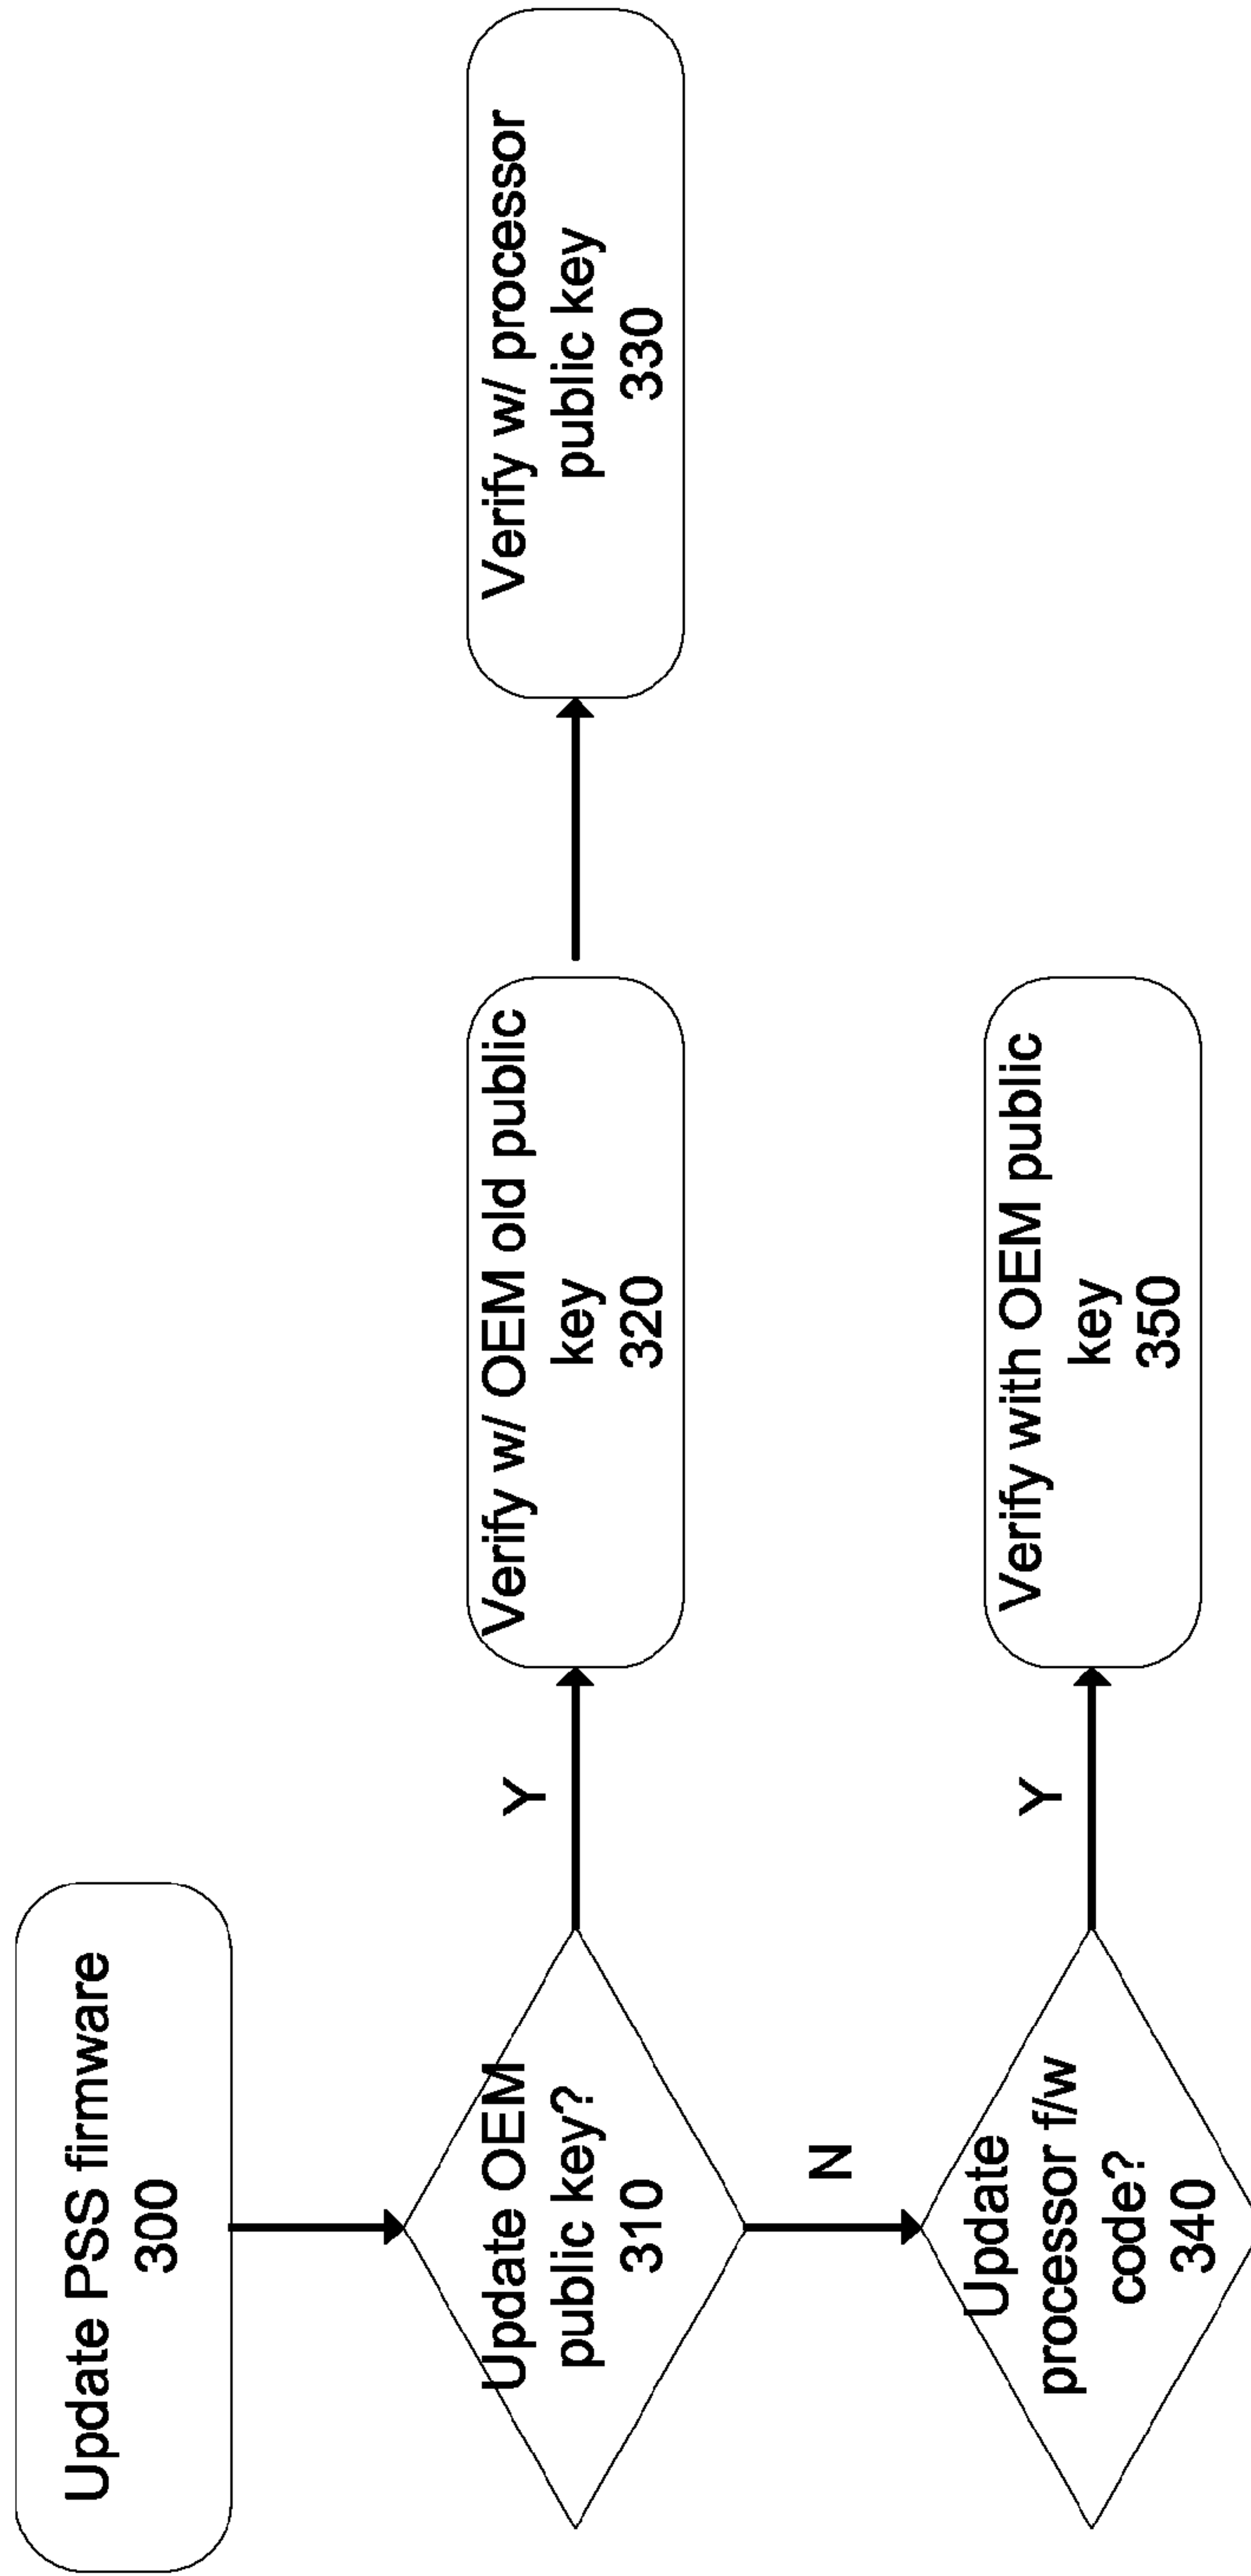 Update PSS firmware
300
Update OEM
public key?
310
Y
Verify w/ OEM old public
key
320
Verify w/ processor
public key
330
N
Update
processor f/w
code?
340
Y
Verify with OEM public
key
350